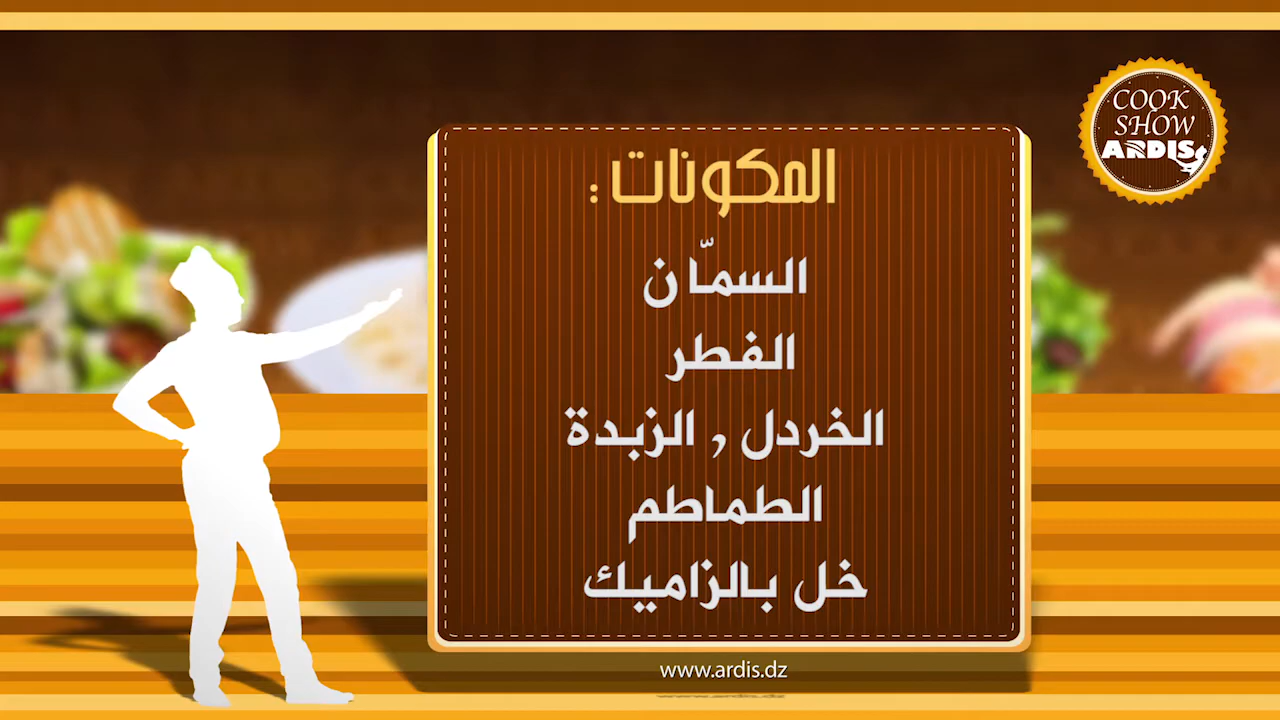 COOK
SHOW
ARDIS
المكونات :
السمّان
الفطر
الخردل , الزبدة
الطماطم
خل بالزاميك
www.ardis.dz